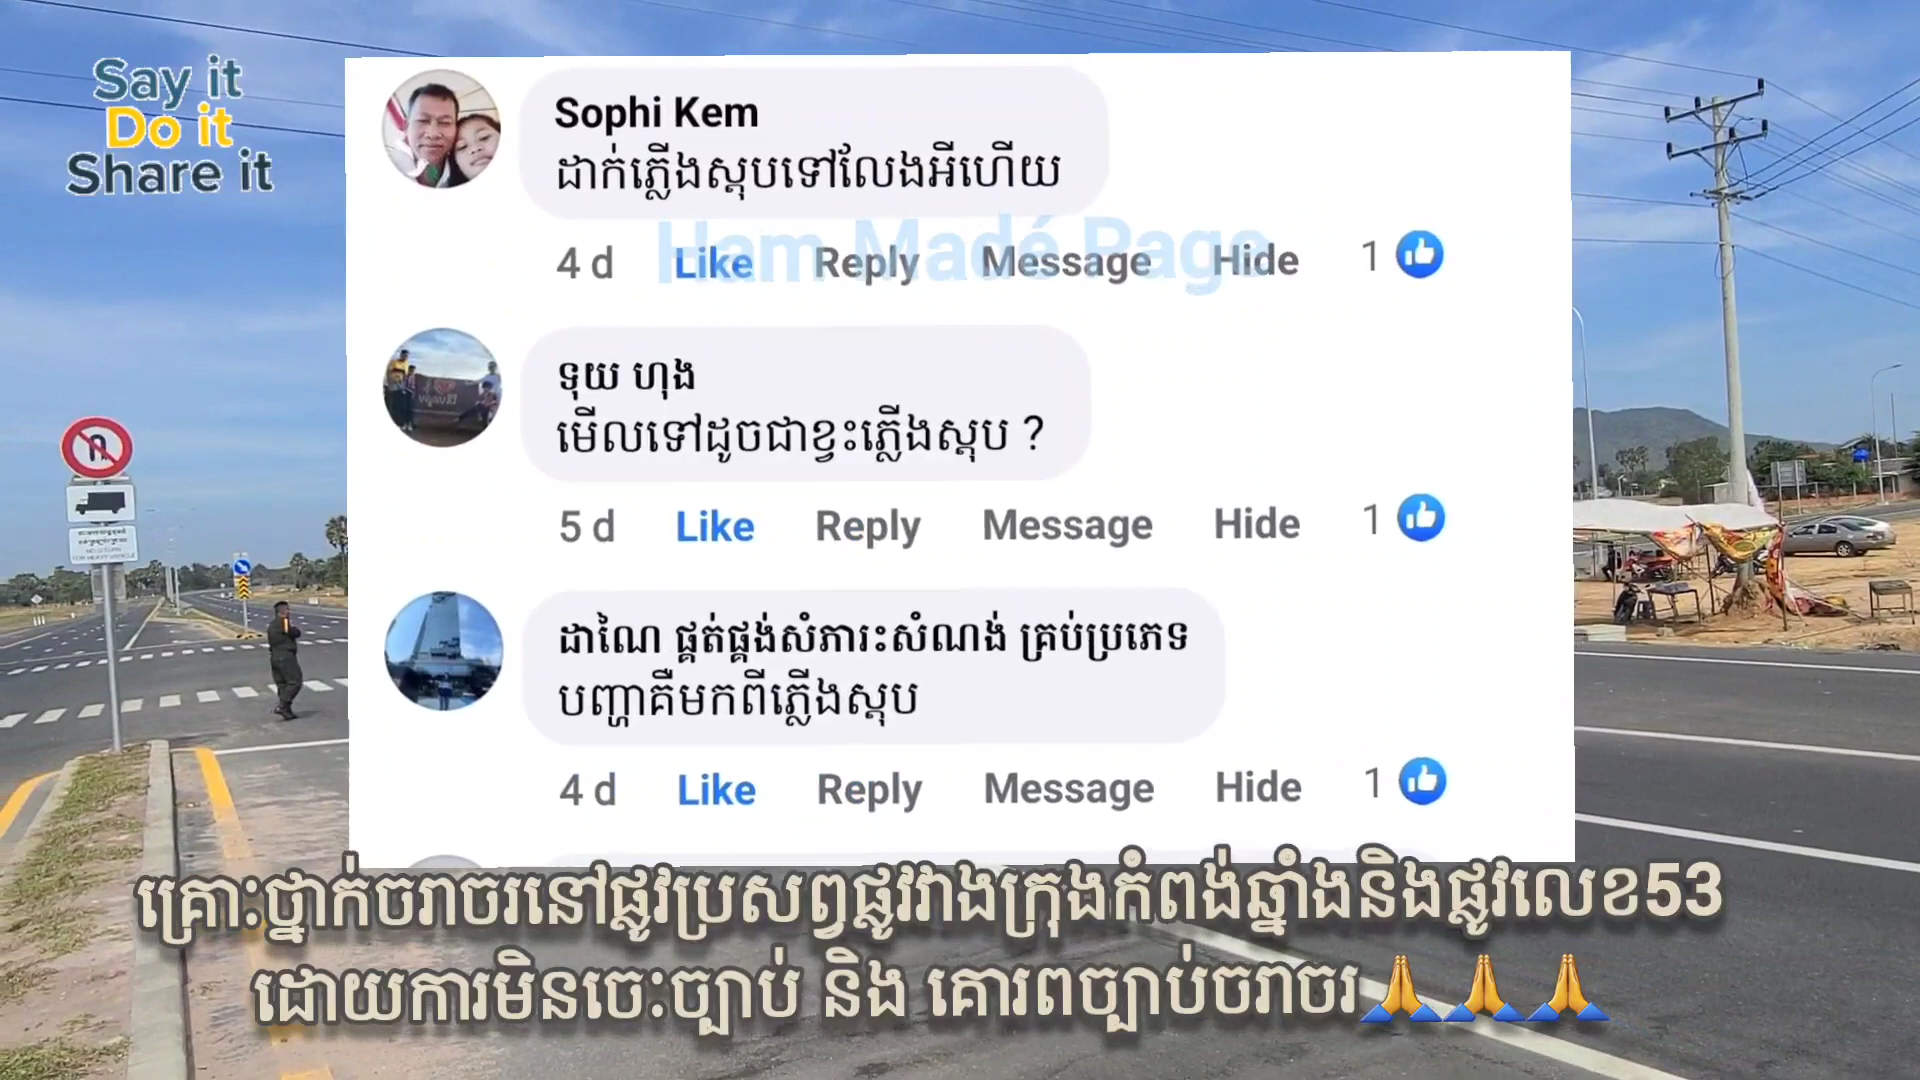 Say it
Do it
Share it
Sophi Kem
ដាក់ភ្លើងស្តុបទៅលែងអីហើយ
Ham Madé Page
4 d Like Reply Message Hide 1
ទុយ ហុង
មើលទៅដូចជាខ្វះភ្លើងស្តុប ?
5 d Like Reply Message Hide 1
ដាណៃ ផ្គត់ផ្គង់សំភារះសំណង់ គ្រប់ប្រភេទ
បញ្ហាគឺមកពីភ្លើងស្តុប
4 d Like Reply Message Hide 1
NO U-TURN
FOR HEAVY VEHICLE
គ្រោះថ្នាក់ចរាចរនៅផ្លូវប្រសព្វផ្លូវវាងក្រុងកំពង់ឆ្នាំងនិងផ្លូវលេខ53
ដោយការមិនចេះច្បាប់ និង គោរពច្បាប់ចរាចរ🙏🙏🙏